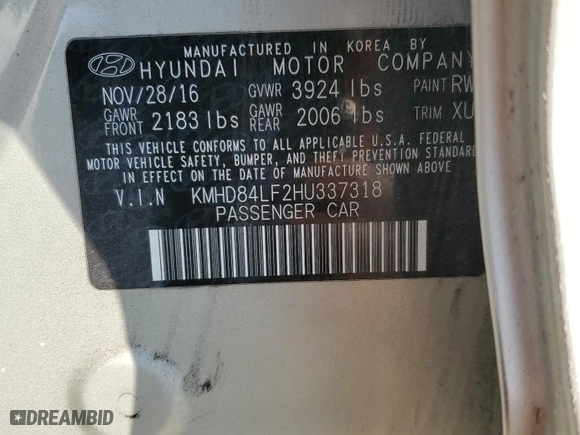 MANUFACTURED IN KOREA BY
HYUNDAI MOTOR COMPANY
NOV/28/16 GVWR 3924 lbs PAINT RW
GAWR FRONT 2183 lbs GAWR REAR 2006 lbs TRIM XU
THIS VEHICLE CONFORMS TO ALL APPLICABLE U.S.A. FEDERAL
MOTOR VEHICLE SAFETY, BUMPER, AND THEFT PREVENTION STANDARD
IN EFFECT ON THE DATE OF MANUFACTURE SHOWN ABOVE
V.I.N KMHD84LF2HU337318
PASSENGER CAR
DREAMBID